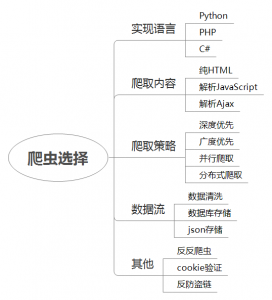 爬虫选择
实现语言
Python
PHP
C#
爬取内容
纯HTML
解析JavaScript
解析Ajax
爬取策略
深度优先
广度优先
并行爬取
分布式爬取
数据流
数据清洗
数据库存储
json存储
其他
反反爬虫
cookie验证
反防盗链